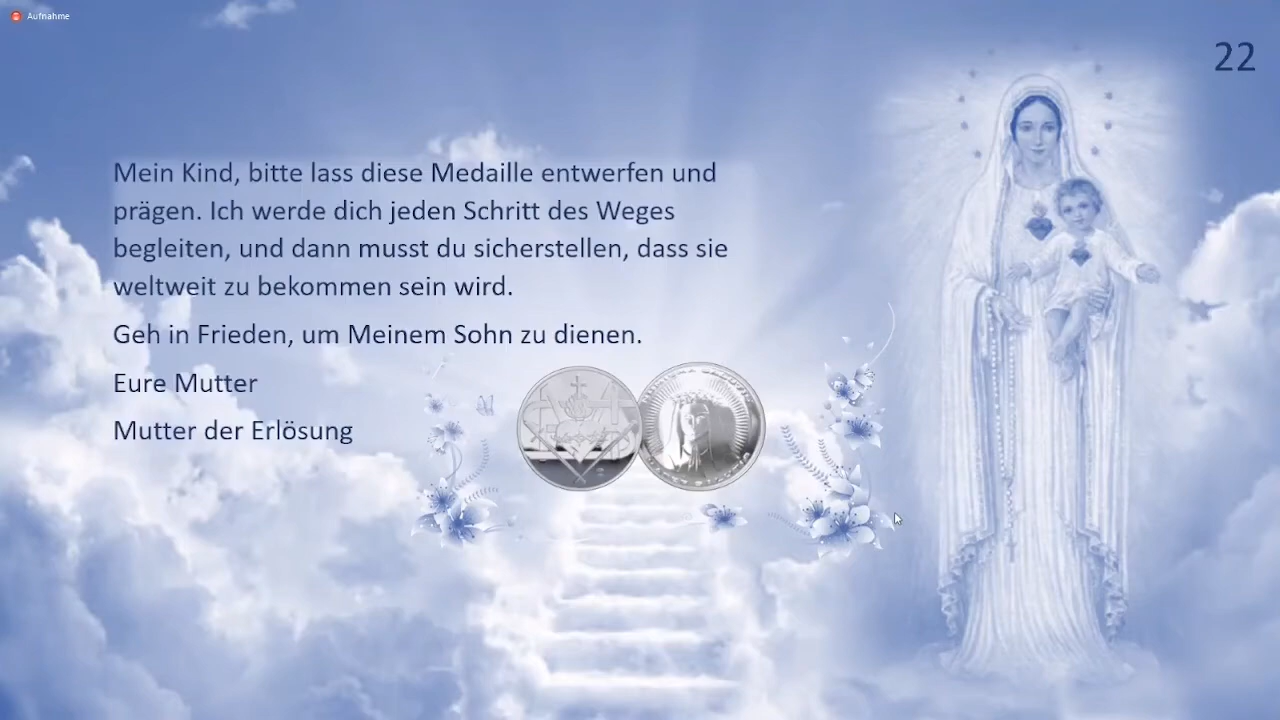 Aufnahme
22
Mein Kind, bitte lass diese Medaille entwerfen und
prägen. Ich werde dich jeden Schritt des Weges
begleiten, und dann musst du sicherstellen, dass sie
weltweit zu bekommen sein wird.
Geh in Frieden, um Meinem Sohn zu dienen.
Eure Mutter
Mutter der Erlösung